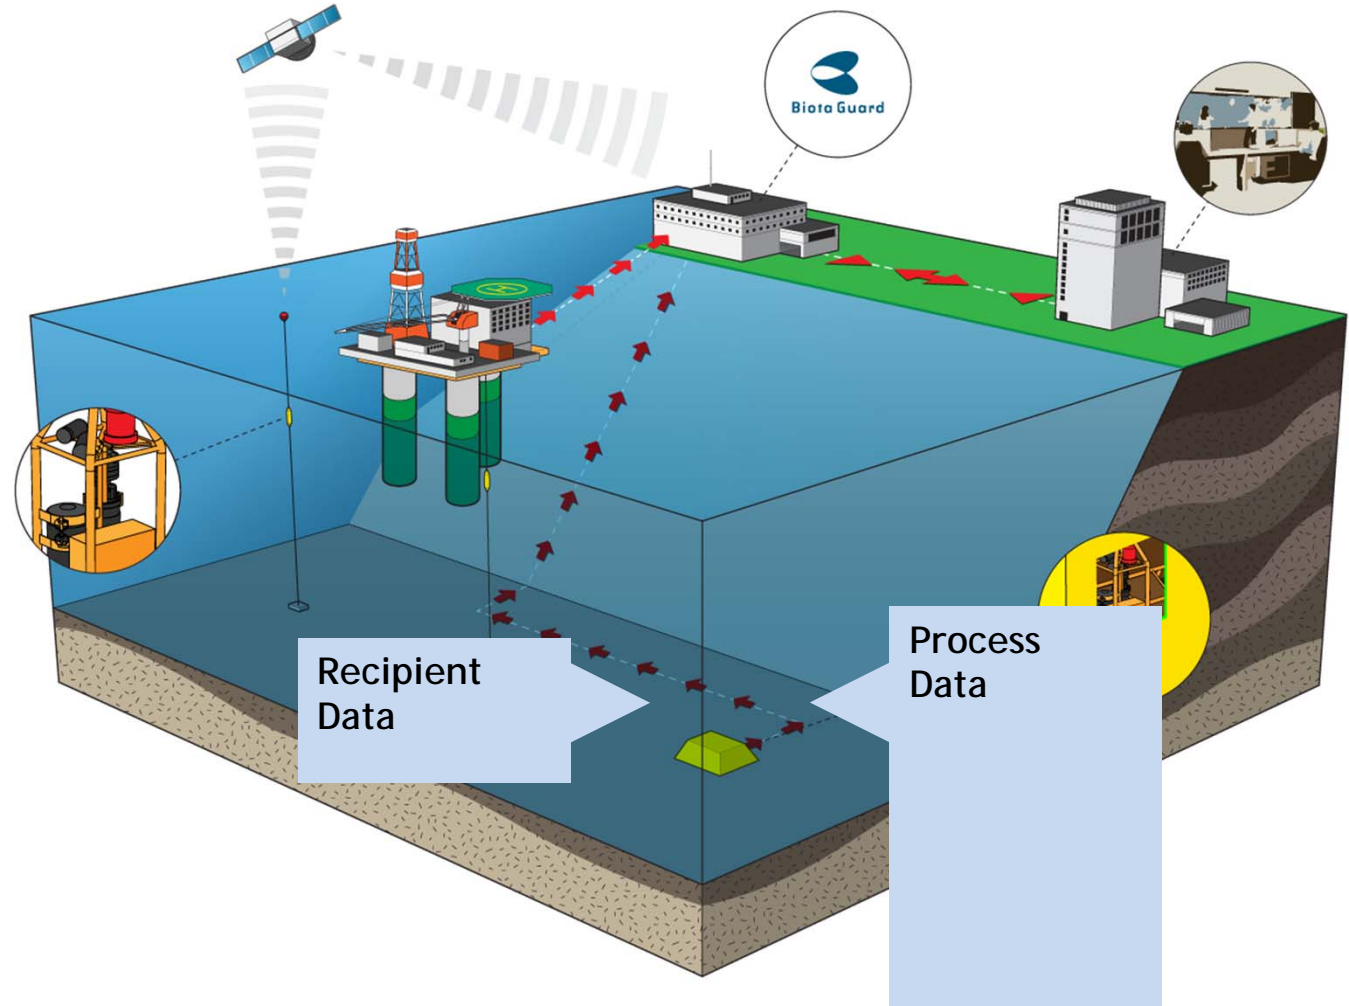 Biota Guard
H
Recipient
Data
Process
Data